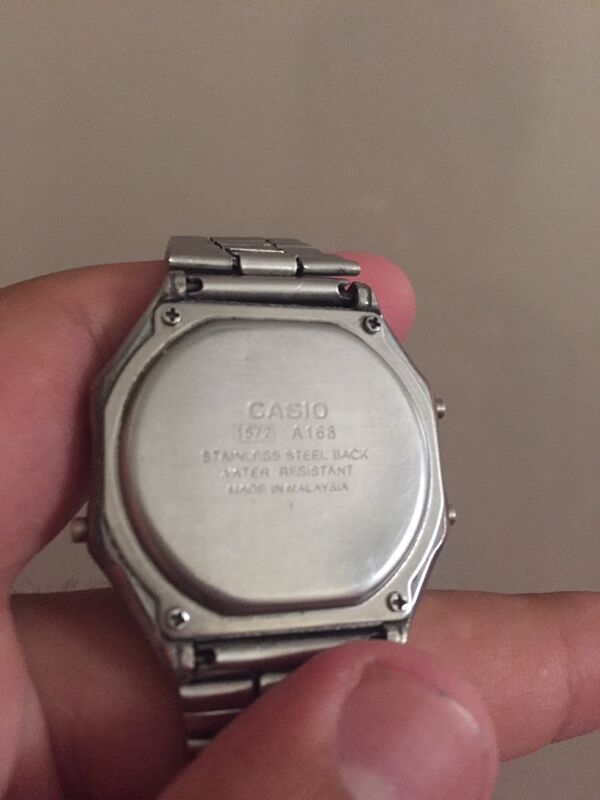 CASIO
1572 A168
STAINLESS STEEL BACK
WATER RESISTANT
MADE IN MALAYSIA
Y